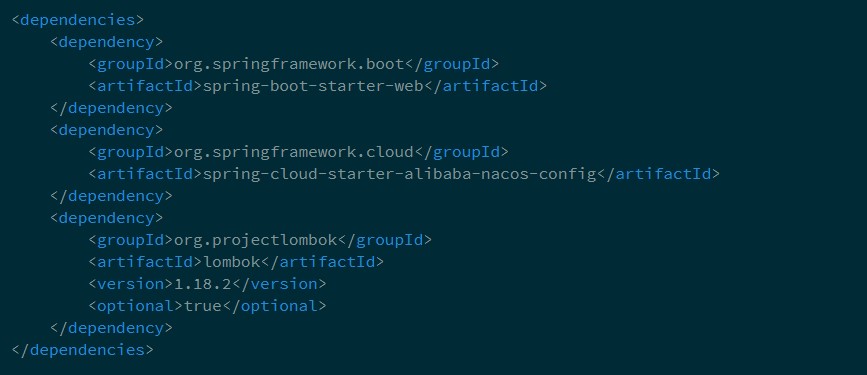 <dependencies>
    <dependency>
        <groupId>org.springframework.boot</groupId>
        <artifactId>spring-boot-starter-web</artifactId>
    </dependency>
    <dependency>
        <groupId>org.springframework.cloud</groupId>
        <artifactId>spring-cloud-starter-alibaba-nacos-config</artifactId>
    </dependency>
    <dependency>
        <groupId>org.projectlombok</groupId>
        <artifactId>lombok</artifactId>
        <version>1.18.2</version>
        <optional>true</optional>
    </dependency>
</dependencies>